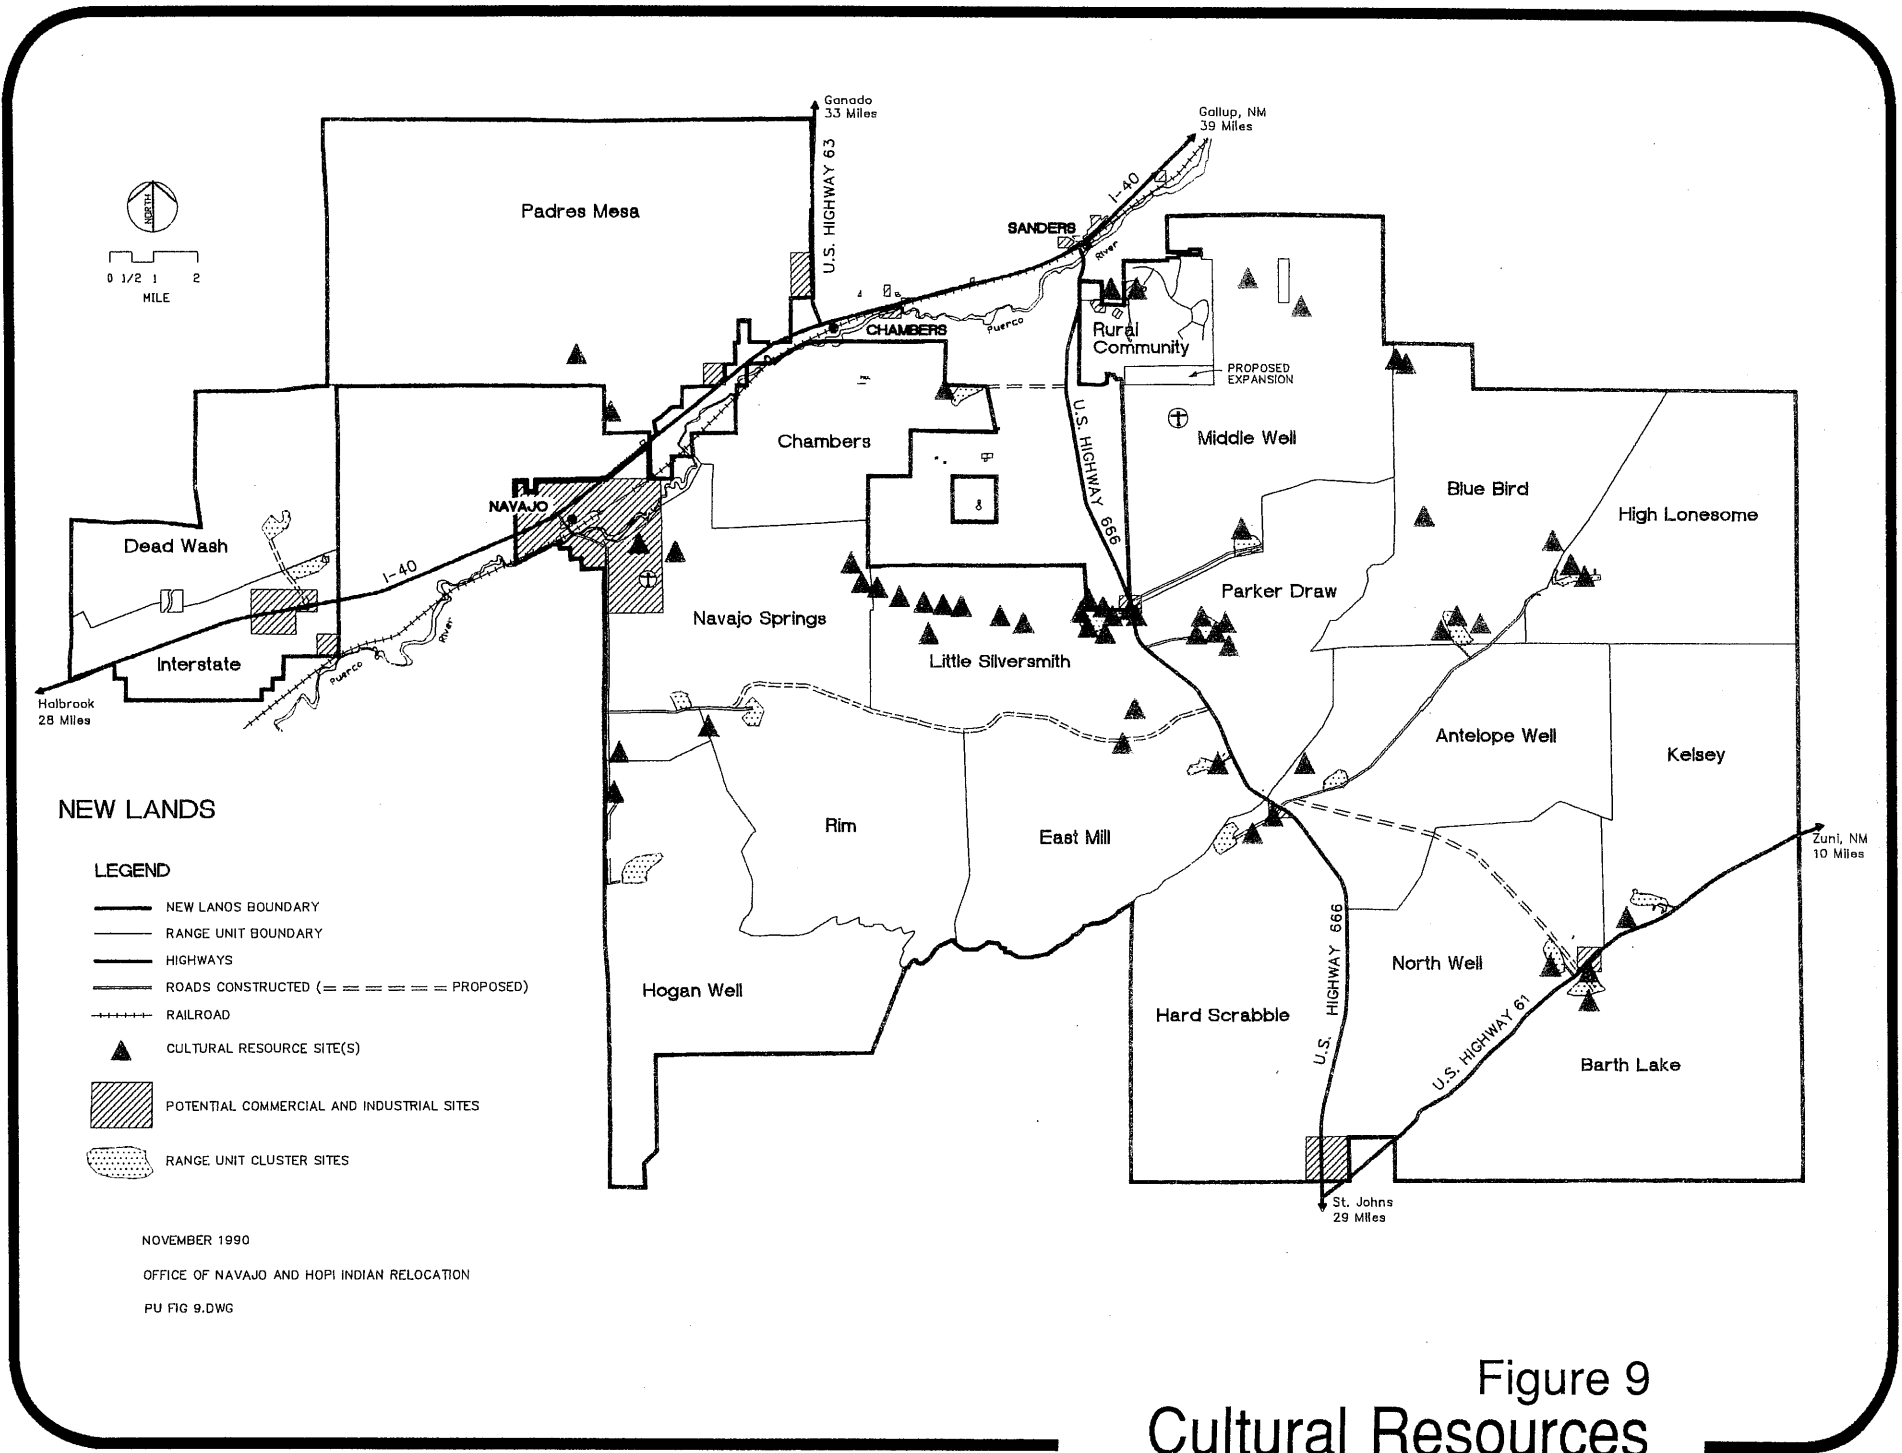 Ganado
33 Miles
Gallup, NM
39 Miles
U.S. HIGHWAY 63
I-40
NORTH
Padres Mesa
SANDERS
River
0 1/2 1 2
MILE
CHAMBERS
Puerco
Rural
Community
PROPOSED
EXPANSION
U.S. HIGHWAY 666
Chambers
Middle Well
Blue Bird
High Lonesome
NAVAJO
Dead Wash
I-40
Parker Draw
Navajo Springs
River
Interstate
Puerco
Little Silversmith
Holbrook
28 Miles
Antelope Well
Kelsey
NEW LANDS
Rim
East Mill
Zuni, NM
10 Miles
LEGEND
NEW LANDS BOUNDARY
RANGE UNIT BOUNDARY
HIGHWAYS
ROADS CONSTRUCTED (====== PROPOSED)
RAILROAD
CULTURAL RESOURCE SITE(S)
POTENTIAL COMMERCIAL AND INDUSTRIAL SITES
RANGE UNIT CLUSTER SITES
Hogan Well
North Well
U.S. HIGHWAY 666
Hard Scrabble
U.S. HIGHWAY 61
Barth Lake
St. Johns
29 Miles
NOVEMBER 1990
OFFICE OF NAVAJO AND HOPI INDIAN RELOCATION
PU FIG 9.DWG
Figure 9
Cultural Resources